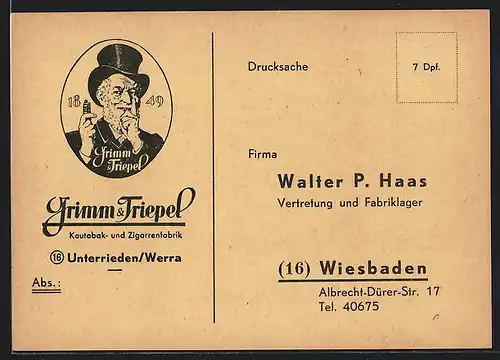 18 49
Grimm
& Triepel
Grimm & Triepel
Kautabak- und Zigarrenfabrik
(16) Unterrieden/Werra
Abs.:
Drucksache
7 Dpf.
Firma
Walter P. Haas
Vertretung und Fabriklager
(16) Wiesbaden
Albrecht-Dürer-Str. 17
Tel. 40675